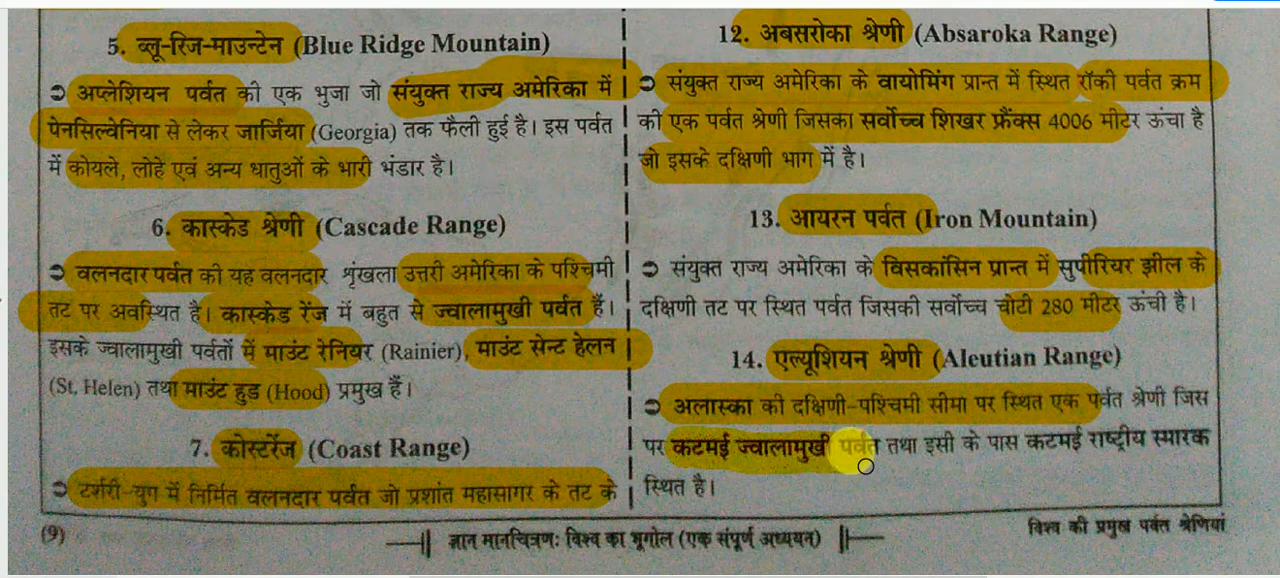 5. ब्लू-रिज-माउन्टेन (Blue Ridge Mountain)
➲ अप्लेशियन पर्वत की एक भुजा जो संयुक्त राज्य अमेरिका में
पेनसिल्वेनिया से लेकर जार्जिया (Georgia) तक फैली हुई है। इस पर्वत
में कोयले, लोहे एवं अन्य धातुओं के भारी भंडार है।
6. कास्केड श्रेणी (Cascade Range)
➲ वलनदार पर्वत की यह वलनदार श्रृंखला उत्तरी अमेरिका के पश्चिमी
तट पर अवस्थित है। कास्केड रेंज में बहुत से ज्वालामुखी पर्वत हैं।
इसके ज्वालामुखी पर्वतों में माउंट रेनियर (Rainier), माउंट सेन्ट हेलन
(St. Helen) तथा माउंट हुड (Hood) प्रमुख हैं।
7. कोस्टरेंज (Coast Range)
➲ टर्शरी-युग में निर्मित वलनदार पर्वत जो प्रशांत महासागर के तट के
12. अबसरोका श्रेणी (Absaroka Range)
➲ संयुक्त राज्य अमेरिका के वायोमिंग प्रान्त में स्थित रॉकी पर्वत क्रम
की एक पर्वत श्रेणी जिसका सर्वोच्च शिखर फ्रैंक्स 4006 मीटर ऊंचा है
जो इसके दक्षिणी भाग में है।
13. आयरन पर्वत (Iron Mountain)
➲ संयुक्त राज्य अमेरिका के विसकांसिन प्रान्त में सुपीरियर झील के
दक्षिणी तट पर स्थित पर्वत जिसकी सर्वोच्च चोटी 280 मीटर ऊंची है।
14. एल्यूशियन श्रेणी (Aleutian Range)
➲ अलास्का की दक्षिणी-पश्चिमी सीमा पर स्थित एक पर्वत श्रेणी जिस
पर कटमई ज्वालामुखी पर्वत तथा इसी के पास कटमई राष्ट्रीय स्मारक
स्थित है।
(9)
ज्ञान मानचित्रणः विश्व का भूगोल (एक संपूर्ण अध्ययन)
विश्व की प्रमुख पर्वत श्रेणियां